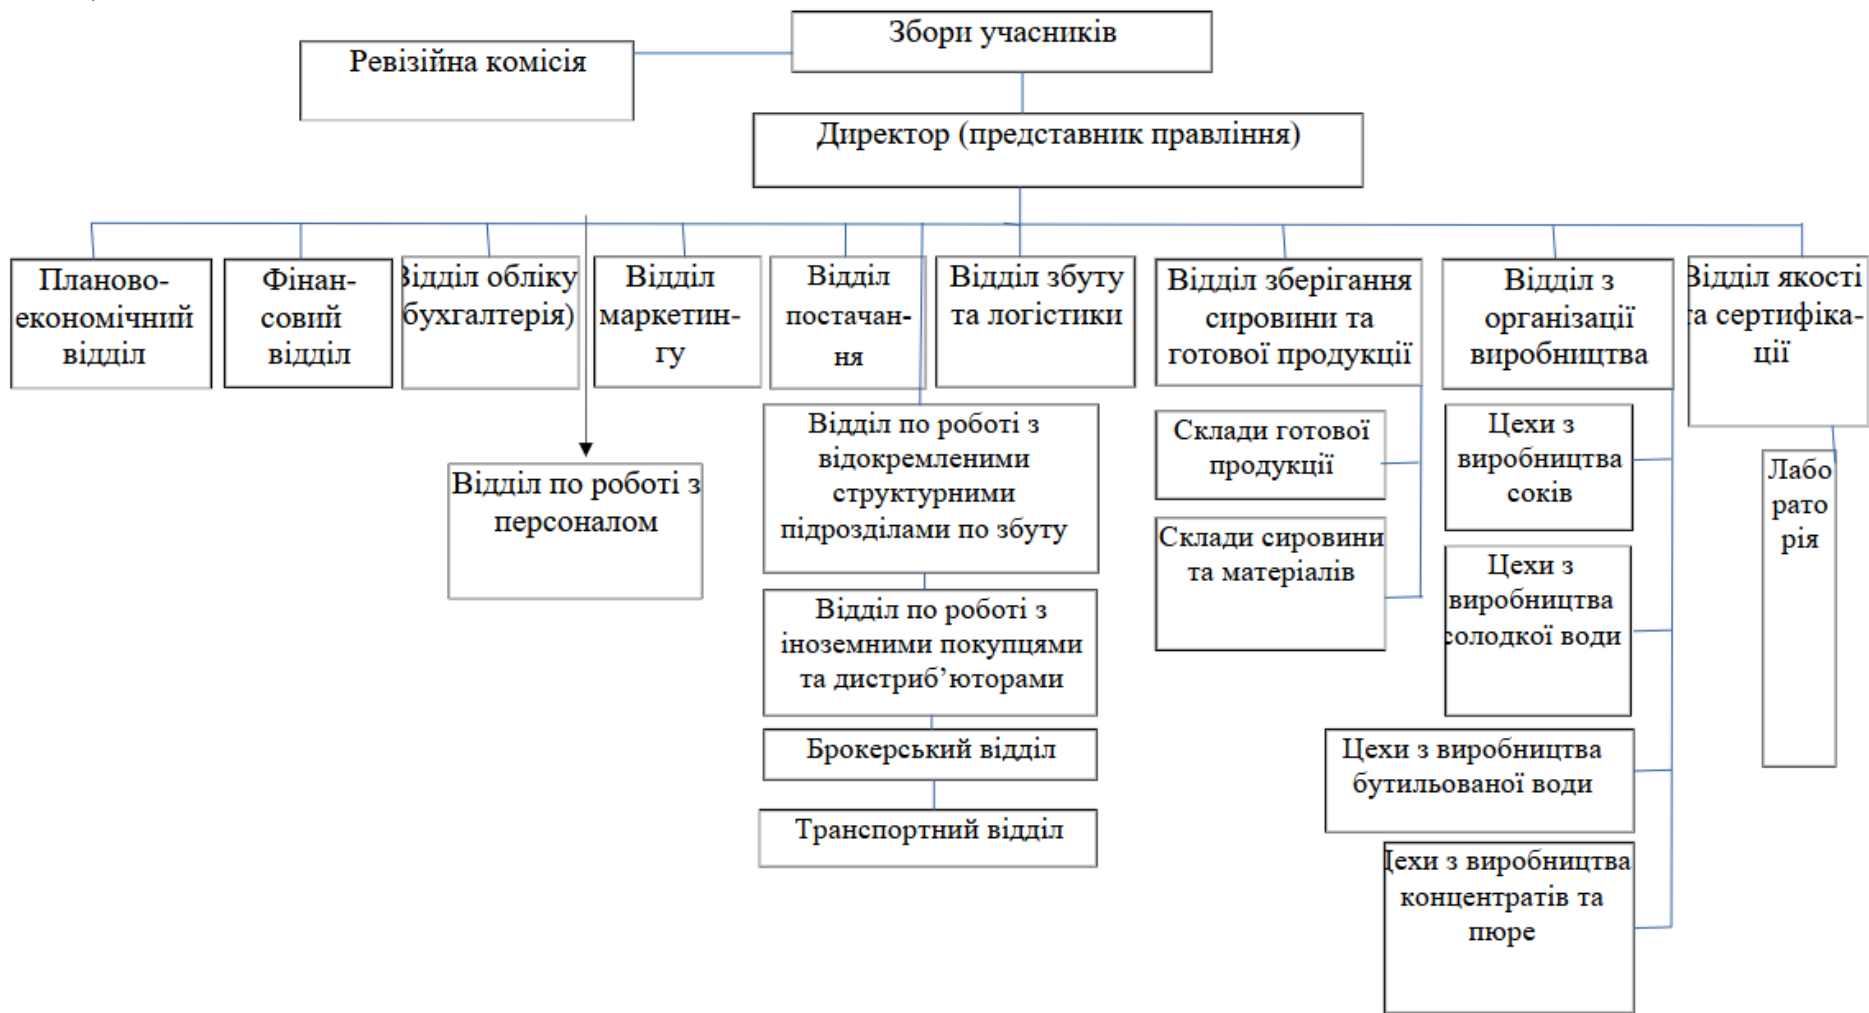 Збори учасників
Ревізійна комісія
Директор (представник правління)
Планово-
економічний
відділ
Фінан-
совий
відділ
Відділ обліку
(бухгалтерія)
Відділ
маркетин-
гу
Відділ
постачан-
ня
Відділ збуту
та логістики
Відділ зберігання
сировини та
готової продукції
Відділ з
організації
виробництва
Відділ якості
та сертифіка-
ції
Відділ по роботі з
персоналом
Відділ по роботі з
відокремленими
структурними
підрозділами по збуту
Відділ по роботі з
іноземними покупцями
та дистриб’юторами
Брокерський відділ
Транспортний відділ
Склади готової
продукції
Склади сировини
та матеріалів
Цехи з
виробництва
соків
Цехи з
виробництва
солодкої води
Цехи з виробництва
бутильованої води
Цехи з виробництва
концентратів та
пюре
Лабо
рато
рія